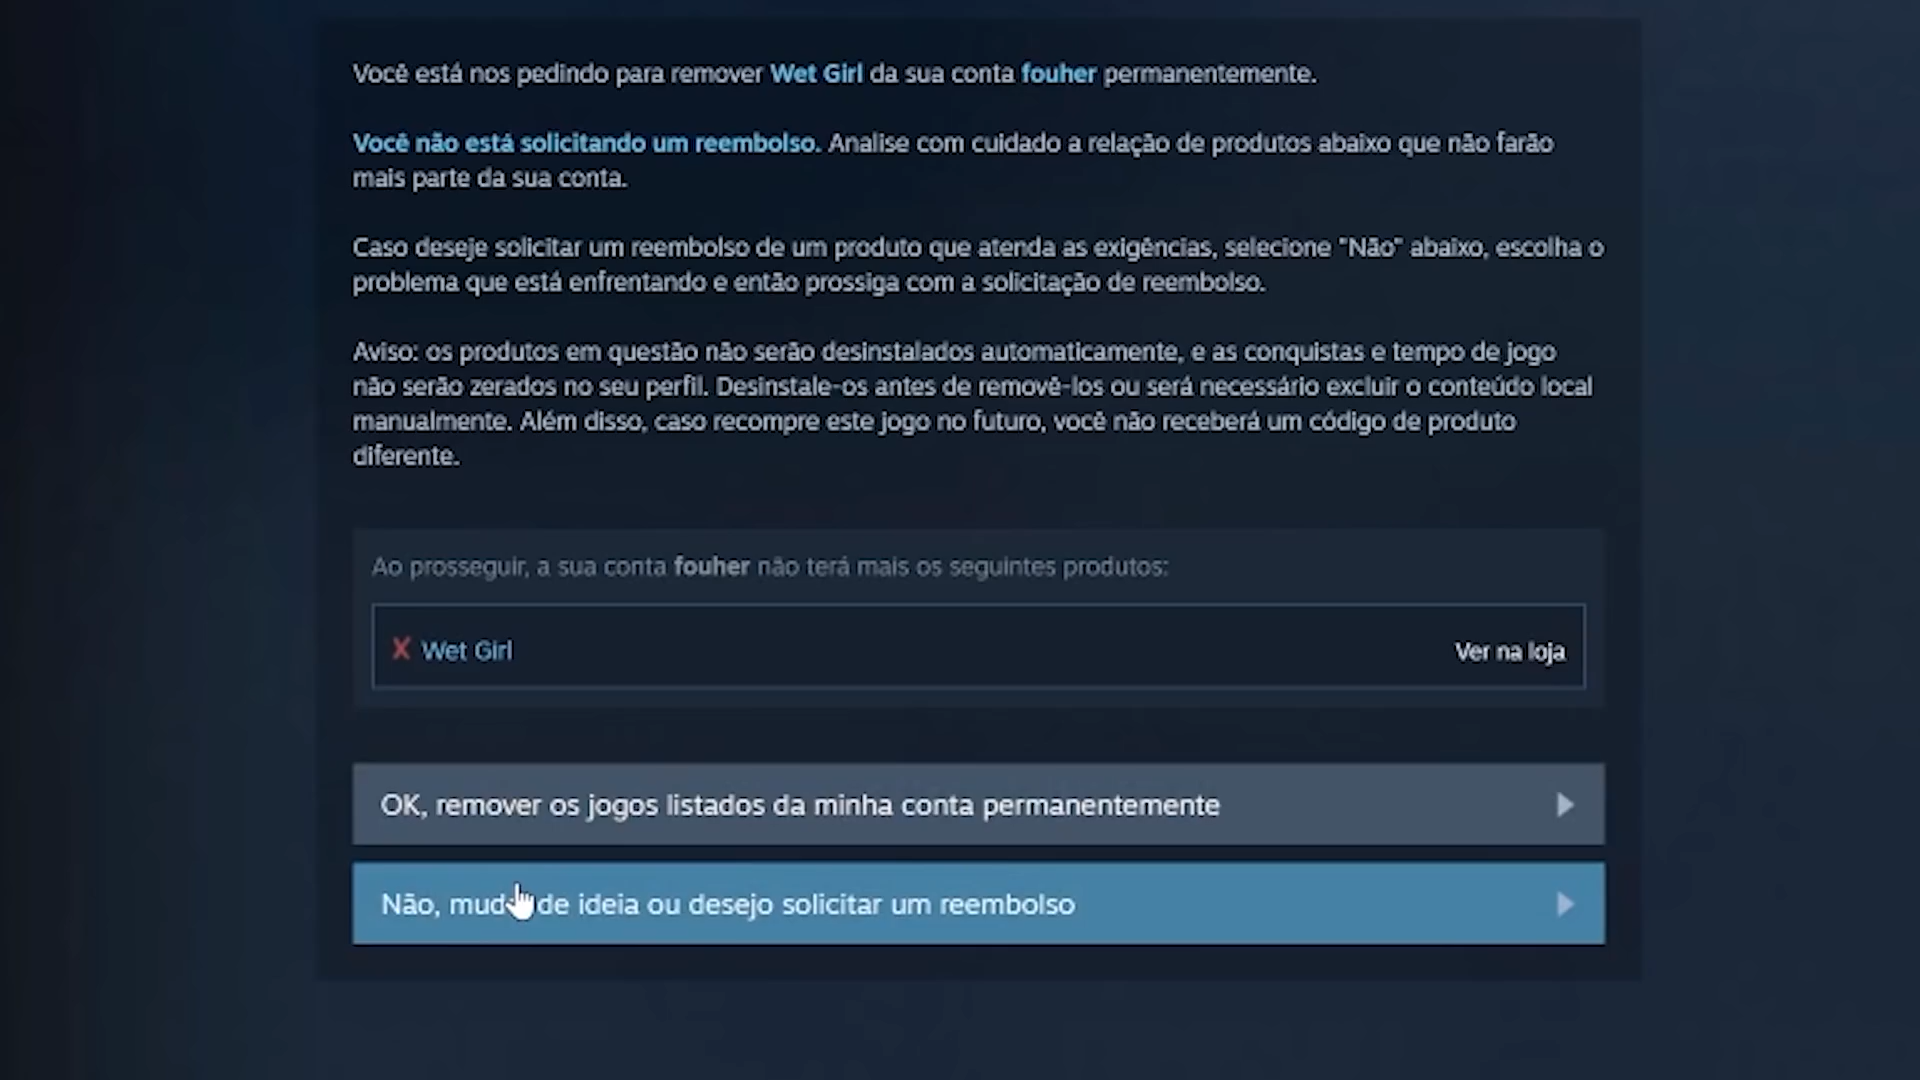 Você está nos pedindo para remover Wet Girl da sua conta fouher permanentemente.
Você não está solicitando um reembolso. Analise com cuidado a relação de produtos abaixo que não farão
mais parte da sua conta.
Caso deseje solicitar um reembolso de um produto que atenda as exigências, selecione "Não" abaixo, escolha o
problema que está enfrentando e então prossiga com a solicitação de reembolso.
Aviso: os produtos em questão não serão desinstalados automaticamente, e as conquistas e tempo de jogo
não serão zerados no seu perfil. Desinstale-os antes de removê-los ou será necessário excluir o conteúdo local
manualmente. Além disso, caso recompre este jogo no futuro, você não receberá um código de produto
diferente.
Ao prosseguir, a sua conta fouher não terá mais os seguintes produtos:
X Wet Girl Ver na loja
OK, remover os jogos listados da minha conta permanentemente
Não, mud de ideia ou desejo solicitar um reembolso